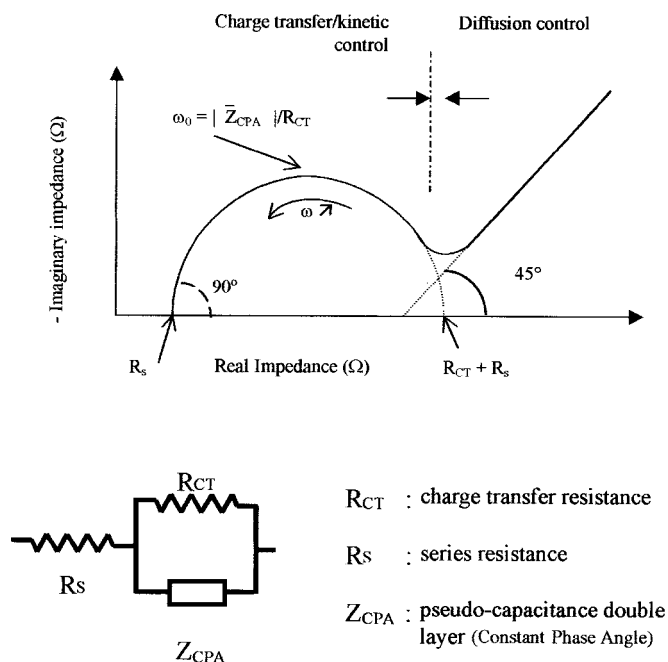 Charge transfer/kinetic control
Diffusion control
ω₀ = | Z̅CPA |/RCT
- Imaginary impedance (Ω)
ω
90°
45°
Rs
Real Impedance (Ω)
RCT + Rs
RCT
Rs
ZCPA
RCT : charge transfer resistance
Rs : series resistance
ZCPA : pseudo-capacitance double
layer (Constant Phase Angle)